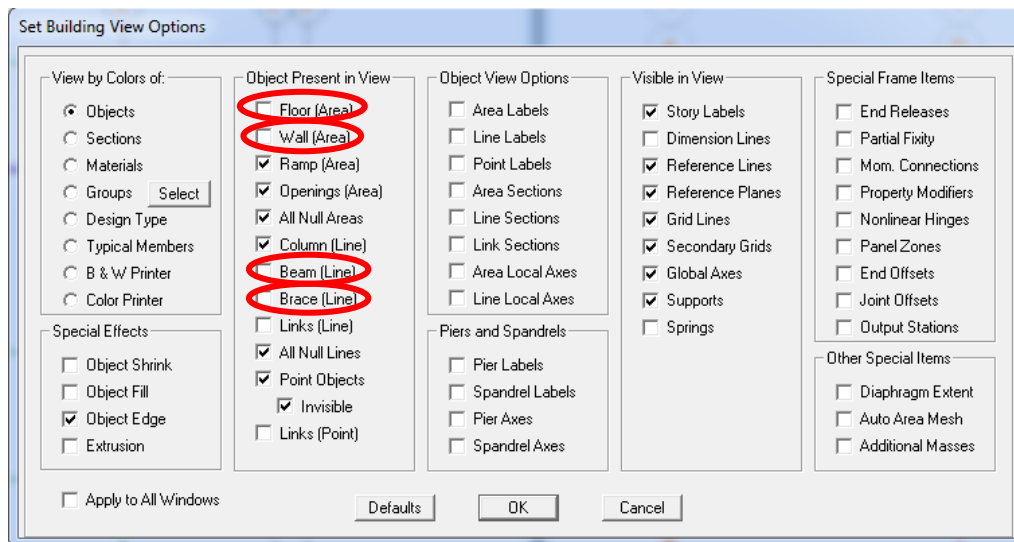 Set Building View Options
View by Colors of:
Objects
Sections
Materials
Groups
Select
Design Type
Typical Members
B & W Printer
Color Printer
Special Effects
Object Shrink
Object Fill
Object Edge
Extrusion
Object Present in View
Floor (Area)
Wall (Area)
Ramp (Area)
Openings (Area)
All Null Areas
Column (Line)
Beam (Line)
Brace (Line)
Links (Line)
All Null Lines
Point Objects
Invisible
Links (Point)
Object View Options
Area Labels
Line Labels
Point Labels
Area Sections
Line Sections
Link Sections
Area Local Axes
Line Local Axes
Piers and Spandrels
Pier Labels
Spandrel Labels
Pier Axes
Spandrel Axes
Visible in View
Story Labels
Dimension Lines
Reference Lines
Reference Planes
Grid Lines
Secondary Grids
Global Axes
Supports
Springs
Special Frame Items
End Releases
Partial Fixity
Mom. Connections
Property Modifiers
Nonlinear Hinges
Panel Zones
End Offsets
Joint Offsets
Output Stations
Other Special Items
Diaphragm Extent
Auto Area Mesh
Additional Masses
Apply to All Windows
Defaults
OK
Cancel